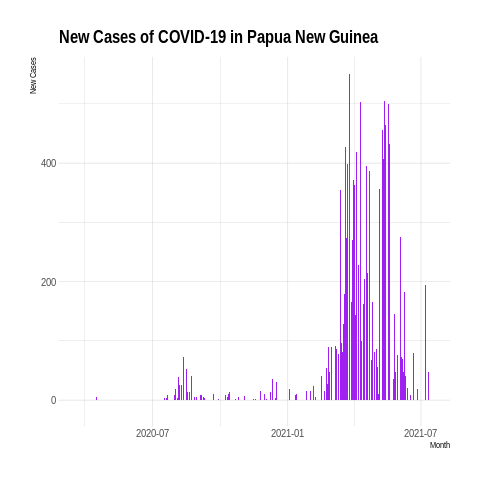 New Cases of COVID-19 in Papua New Guinea
New Cases
400
200
0
2020-07
2021-01
2021-07
Month